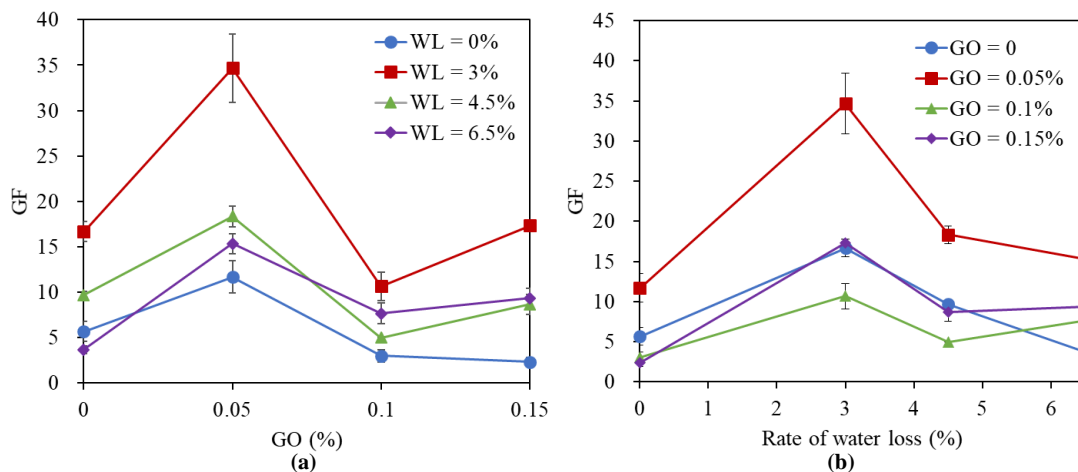 40
35
30
25
20
15
10
5
0
GF
WL = 0%
WL = 3%
WL = 4.5%
WL = 6.5%
0 0.05 0.1 0.15
GO (%)
(a)
45
40
35
30
25
20
15
10
5
0
GF
GO = 0
GO = 0.05%
GO = 0.1%
GO = 0.15%
0 1 2 3 4 5 6
Rate of water loss (%)
(b)